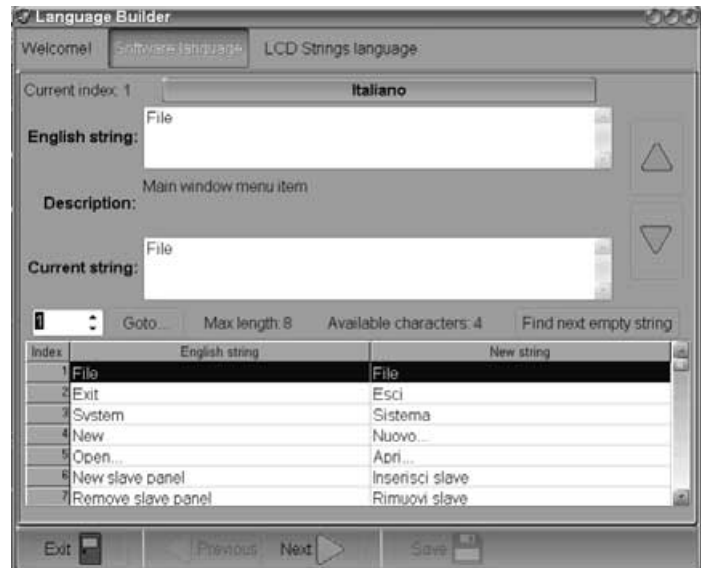 Language Builder
Welcome! Software language LCD Strings language
Current index: 1 Italiano
English string: File
Description: Main window menu item
Current string: File
1 Goto... Max length: 8 Available characters: 4 Find next empty string
Index English string New string
1 File File
2 Exit Esci
3 System Sistema
4 New Nuovo...
5 Open... Apri...
6 New slave panel Inserisci slave
7 Remove slave panel Rimuovi slave
Exit Previous Next Save